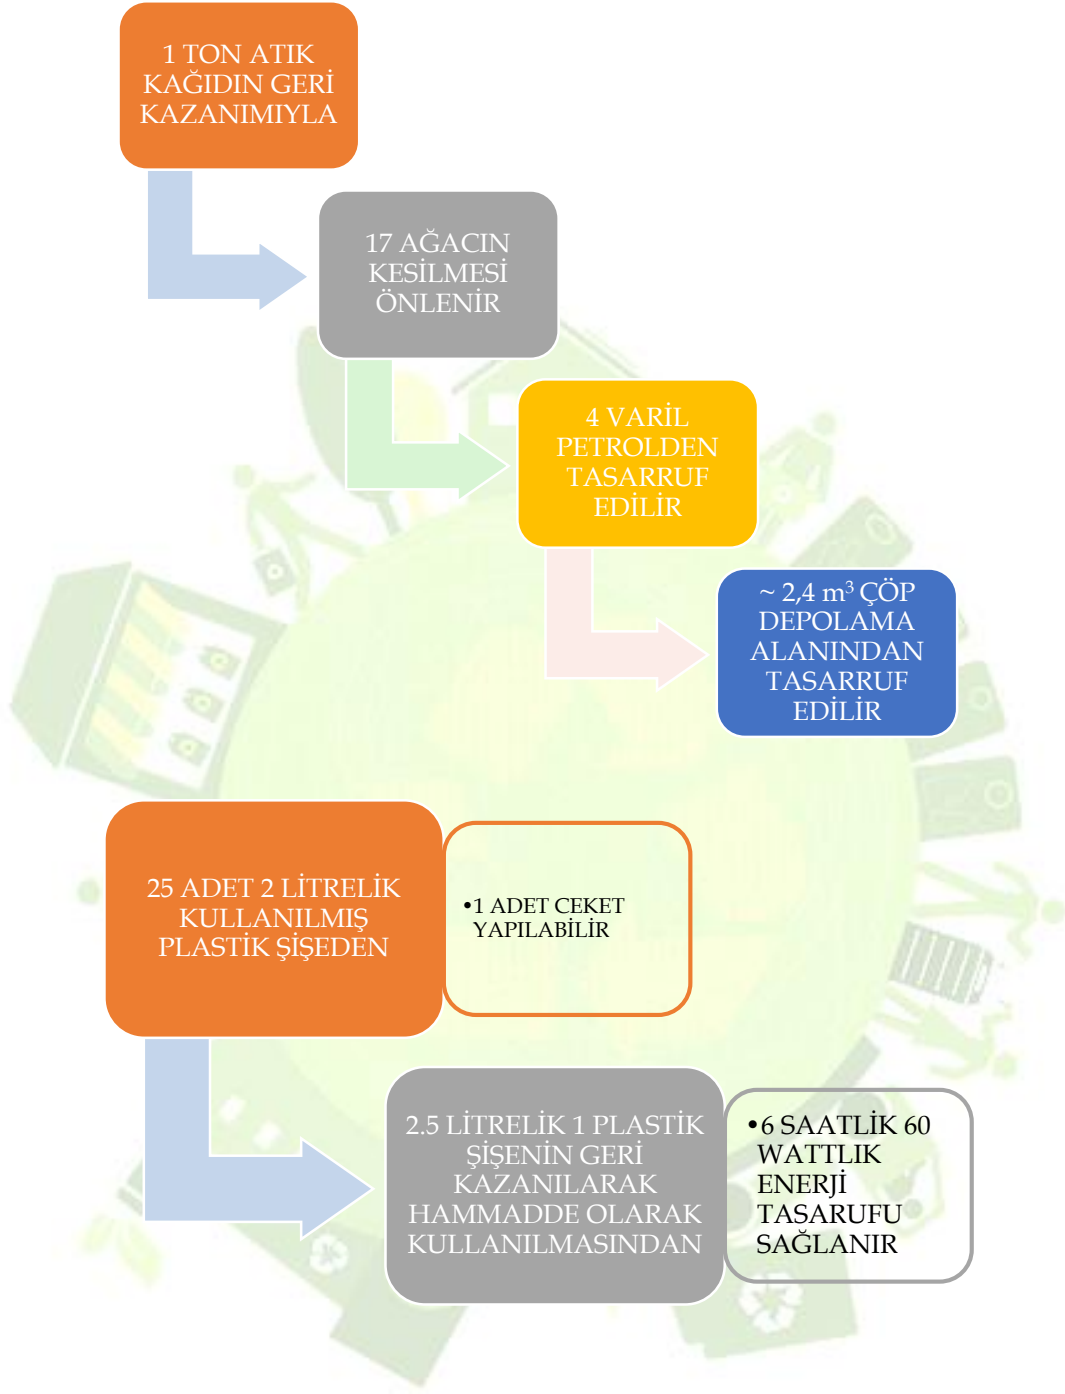 1 TON ATIK
KAĞIDIN GERİ
KAZANIMIYLA
17 AĞACIN
KESİLMESİ
ÖNLENİR
4 VARİL
PETROLDEN
TASARRUF
EDİLİR
~ 2,4 m³ ÇÖP
DEPOLAMA
ALANINDAN
TASARRUF
EDİLİR
25 ADET 2 LİTRELİK
KULLANILMIŞ
PLASTİK ŞİŞEDEN
•1 ADET CEKET
YAPILABİLİR
2.5 LİTRELİK 1 PLASTİK
ŞİŞENİN GERİ
KAZANILARAK
HAMMADDE OLARAK
KULLANILMASINDAN
•6 SAATLİK 60
WATTLIK
ENERJİ
TASARUFU
SAĞLANIR